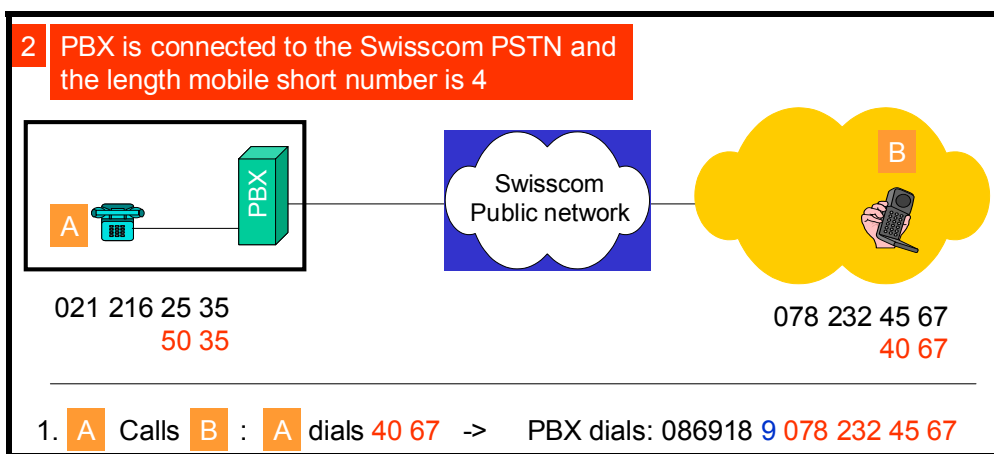 2 PBX is connected to the Swisscom PSTN and
the length mobile short number is 4
A
PBX
Swisscom
Public network
B
021 216 25 35
50 35
078 232 45 67
40 67
1. A Calls B : A dials 40 67 -> PBX dials: 086918 9 078 232 45 67